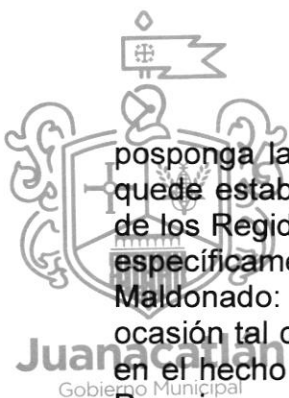 posponga la
quede estab
de los Regid
específicame
Maldonado:
ocasión tal c
Juanacatlán
en el hecho
Gobierno Municipal